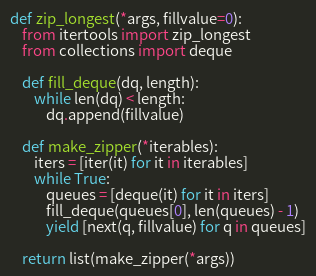 def zip_longest(*args, fillvalue=0):
    from itertools import zip_longest
    from collections import deque

    def fill_deque(dq, length):
        while len(dq) < length:
            dq.append(fillvalue)

    def make_zipper(*iterables):
        iters = [iter(it) for it in iterables]
        while True:
            queues = [deque(it) for it in iters]
            fill_deque(queues[0], len(queues) - 1)
            yield [next(q, fillvalue) for q in queues]

    return list(make_zipper(*args))